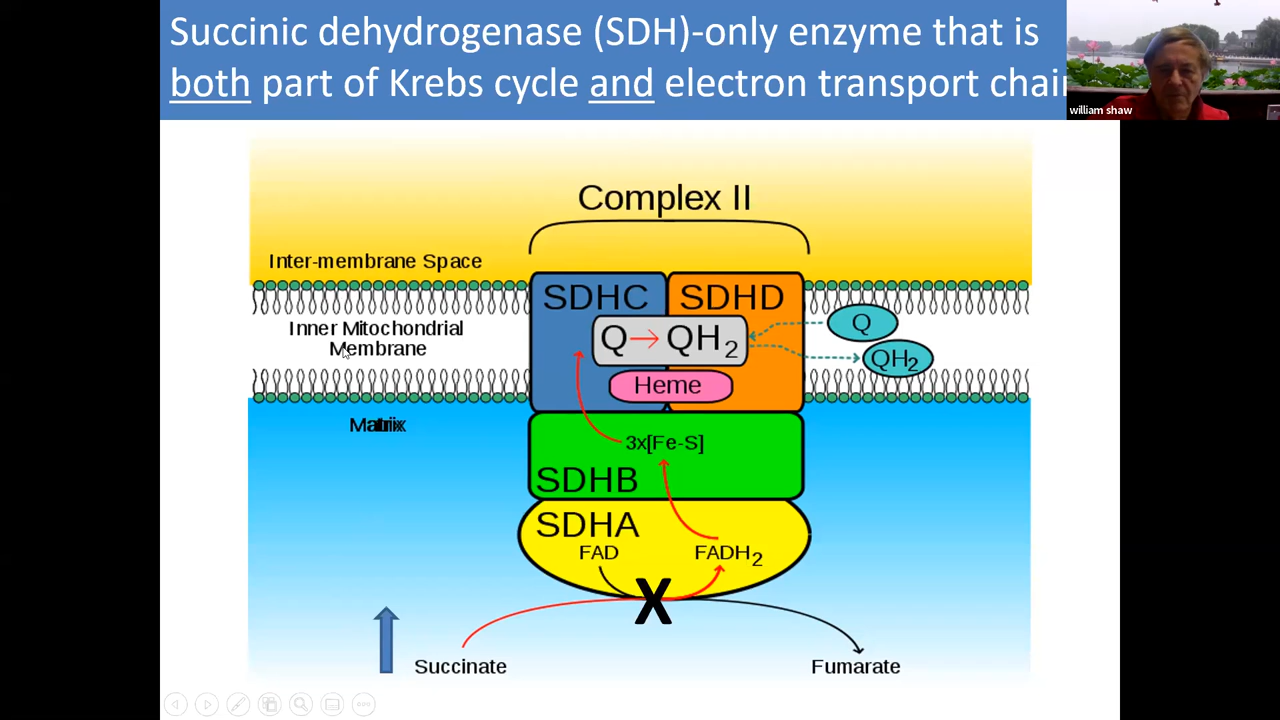 Succinic dehydrogenase (SDH)-only enzyme that is
both part of Krebs cycle and electron transport chain
william shaw
Complex II
Inter-membrane Space
SDHC
SDHD
Q
Inner Mitochondrial
Membrane
Q → QH₂
QH₂
Heme
Matrix
3x[Fe-S]
SDHB
SDHA
FAD
FADH₂
X
Succinate
Fumarate